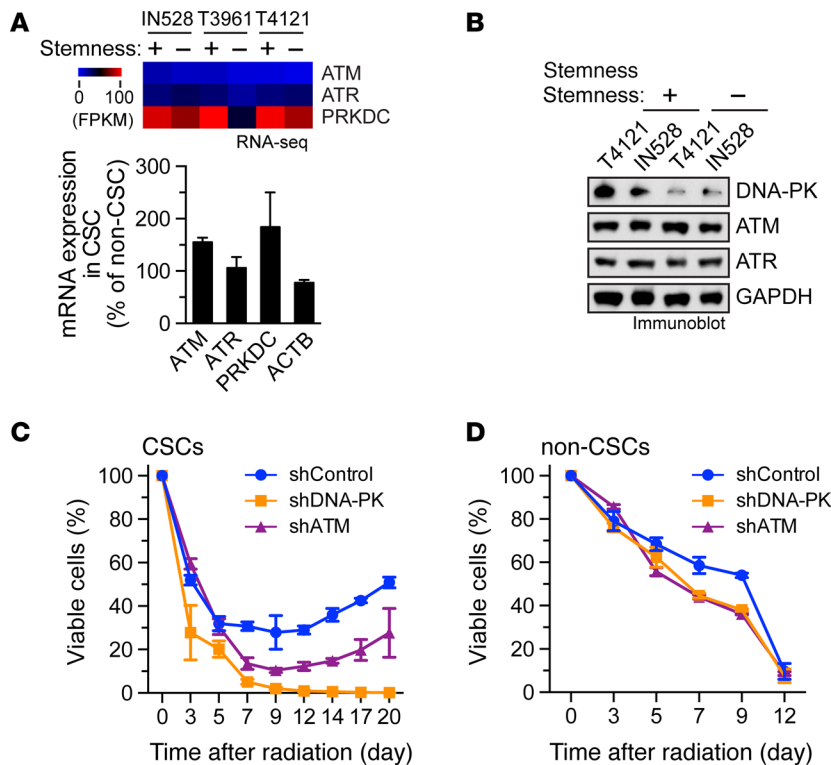 A
IN528 T3961 T4121
Stemness: + − + − + −
ATM
ATR
PRKDC
0 100
(FPKM)
RNA-seq
mRNA expression
in CSC
(% of non-CSC)
300
200
150
100
50
0
ATM
ATR
PRKDC
ACTB
B
Stemness
Stemness: + −
T4121 IN528 T4121 IN528
DNA-PK
ATM
ATR
GAPDH
Immunoblot
C
CSCs
shControl
shDNA-PK
shATM
Viable cells (%)
100
80
60
40
20
0
0 3 5 7 9 12 14 17 20
Time after radiation (day)
D
non-CSCs
shControl
shDNA-PK
shATM
Viable cells (%)
100
80
60
40
20
0
0 3 5 7 9 12
Time after radiation (day)